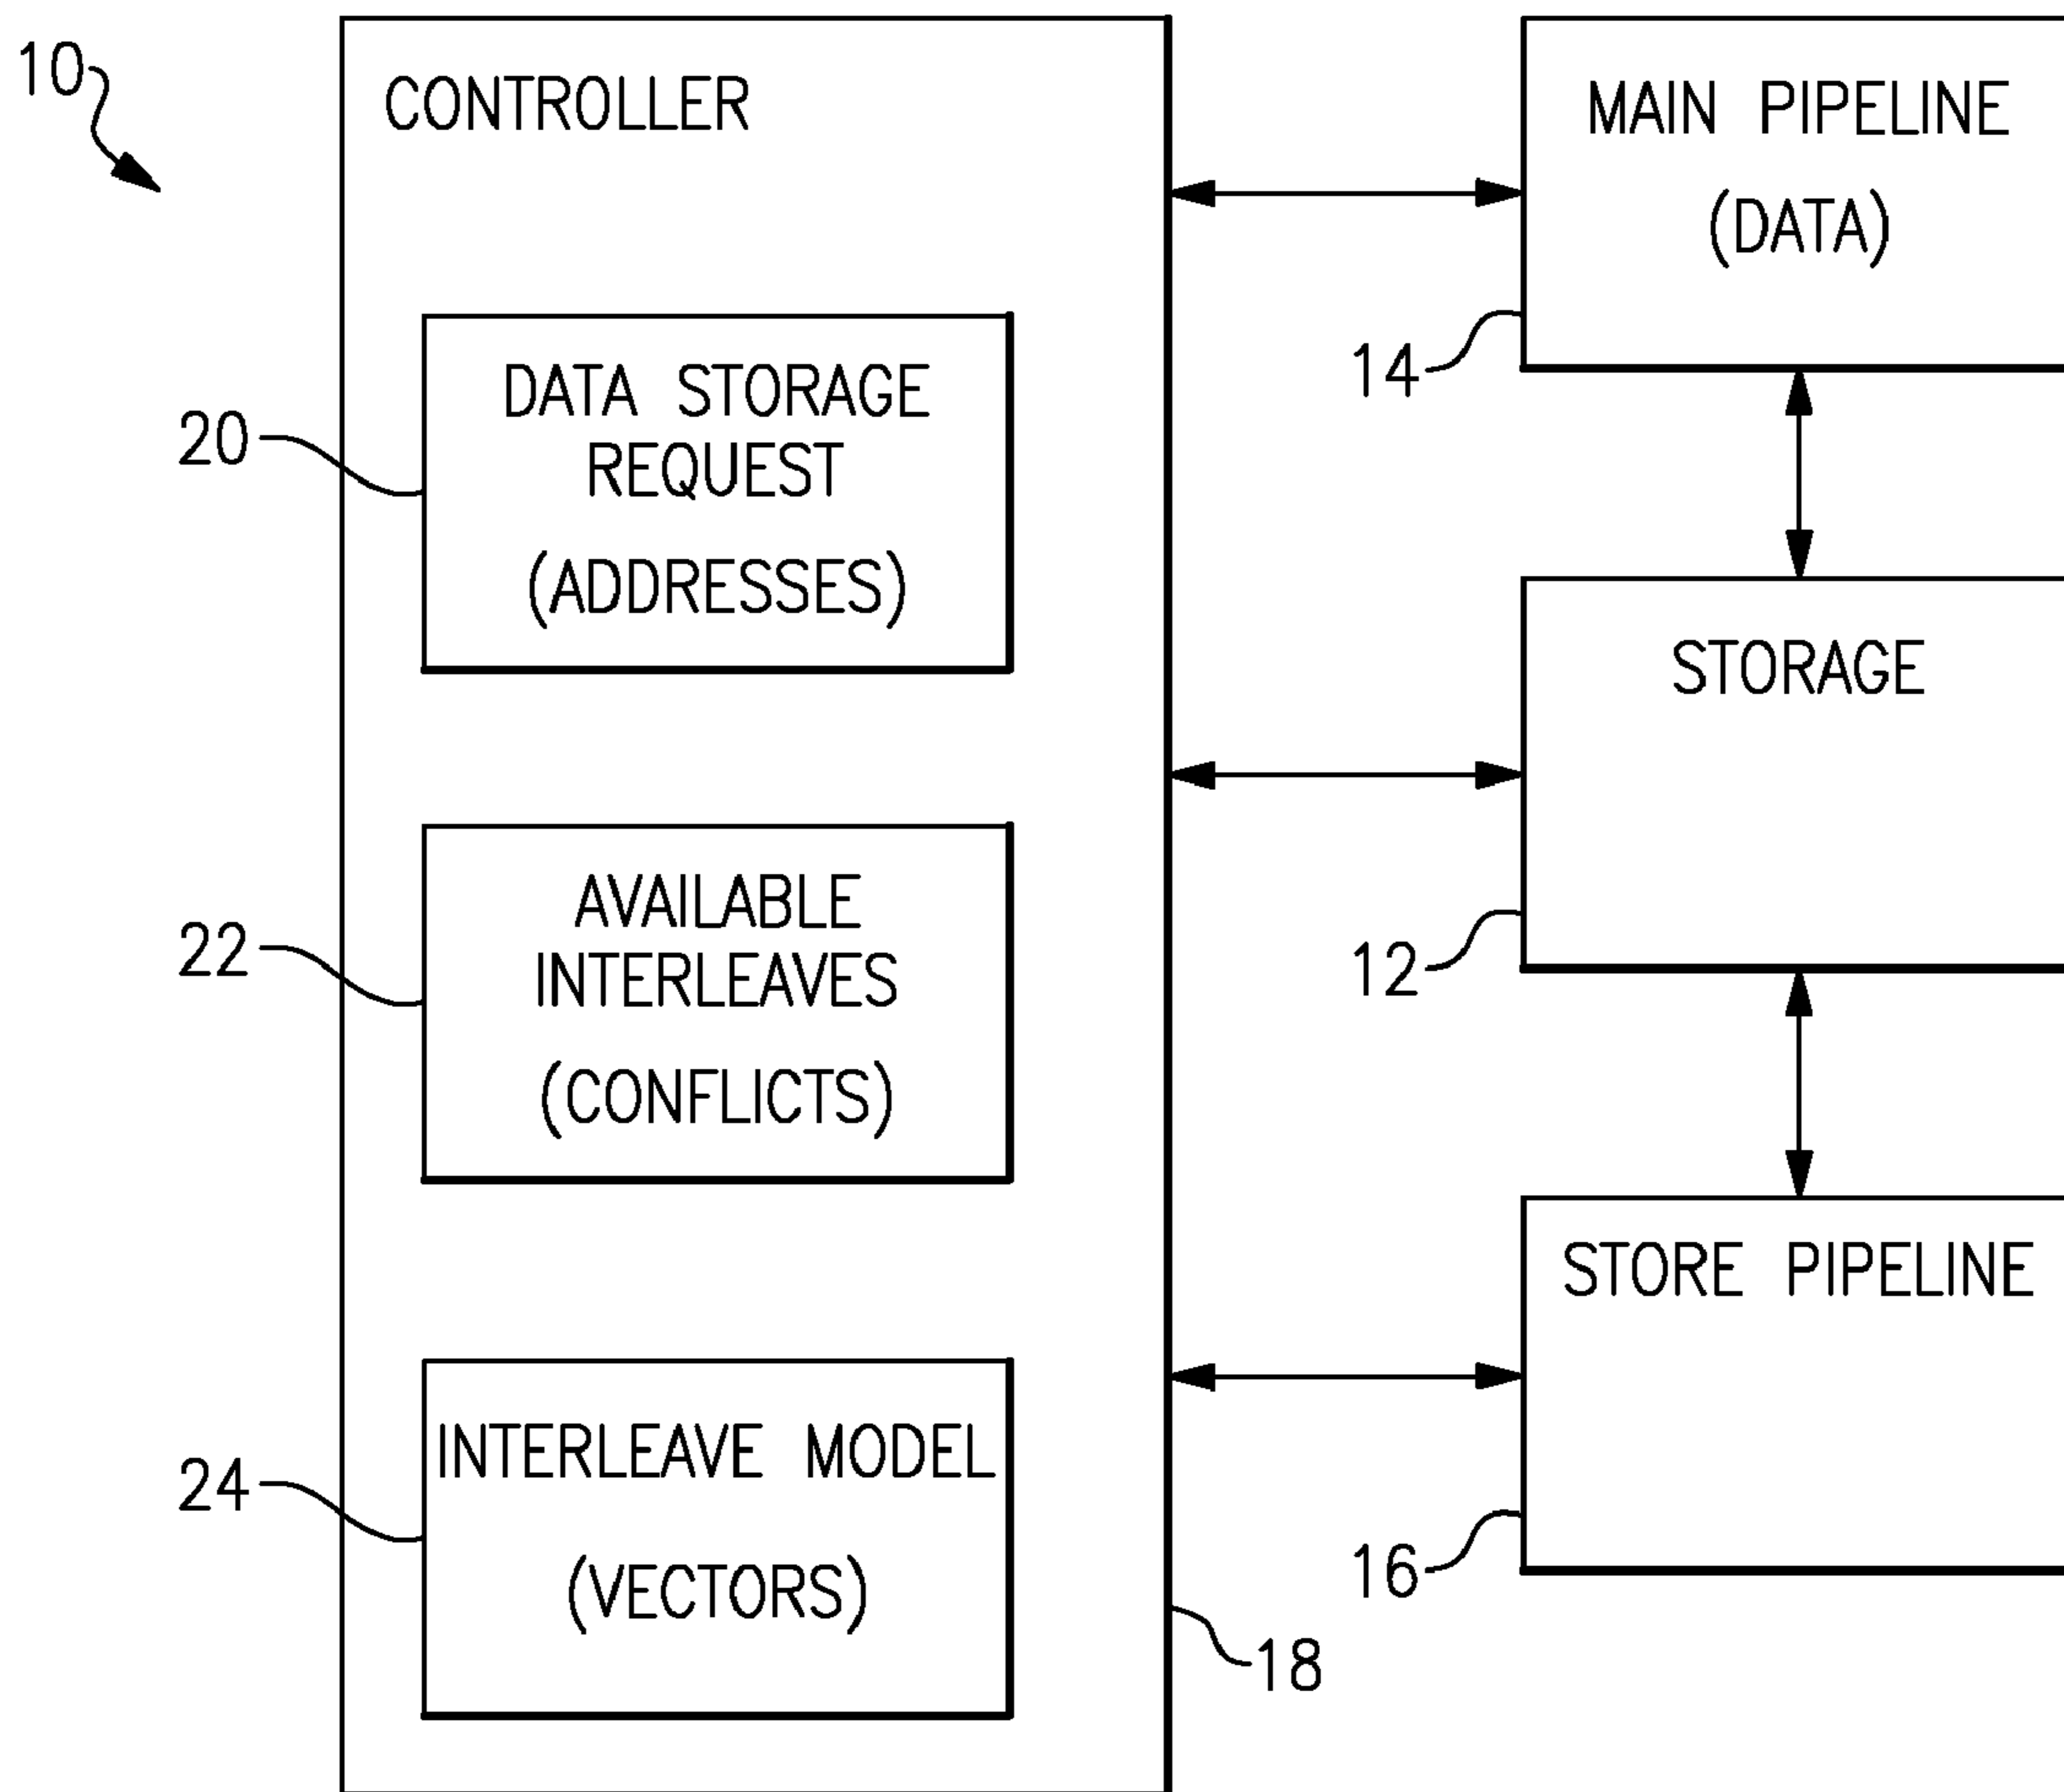 10
CONTROLLER
DATA STORAGE
REQUEST
(ADDRESSES)
20
AVAILABLE
INTERLEAVES
(CONFLICTS)
22
INTERLEAVE MODEL
(VECTORS)
24
18
MAIN PIPELINE
(DATA)
14
STORAGE
12
STORE PIPELINE
16